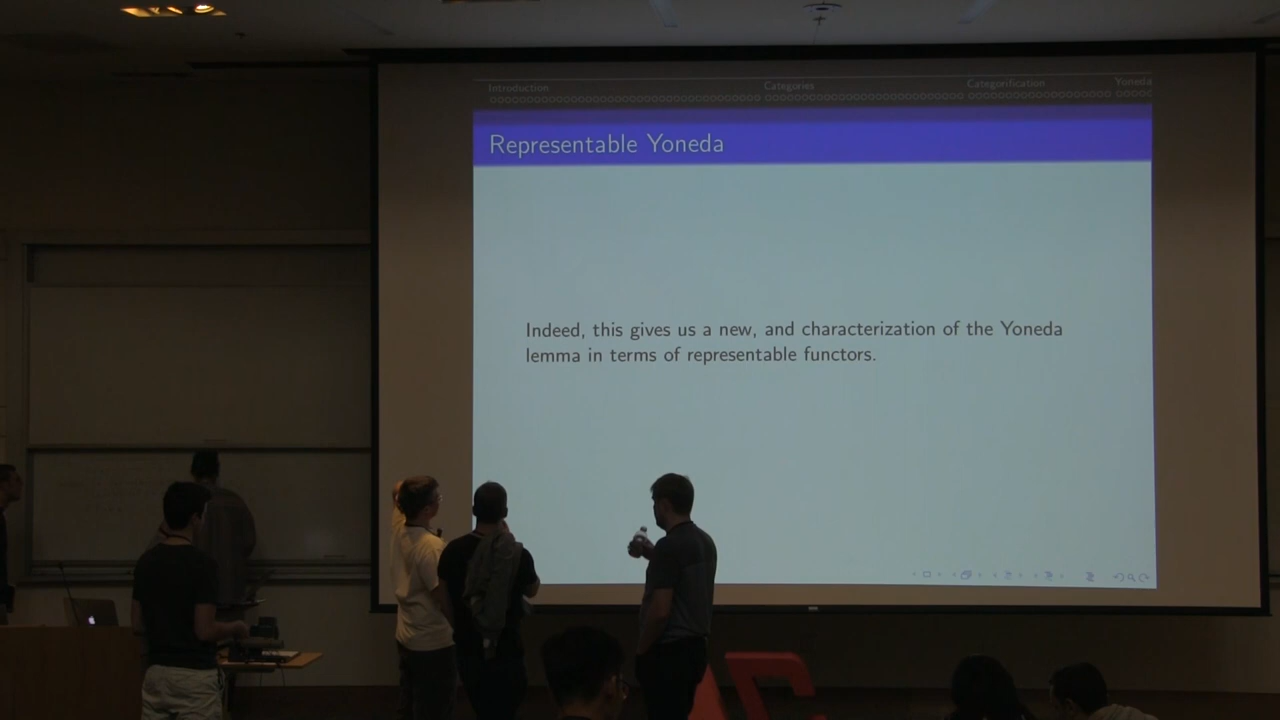 Introduction Categories Categorification Yoneda
Representable Yoneda
Indeed, this gives us a new, and characterization of the Yoneda
lemma in terms of representable functors.